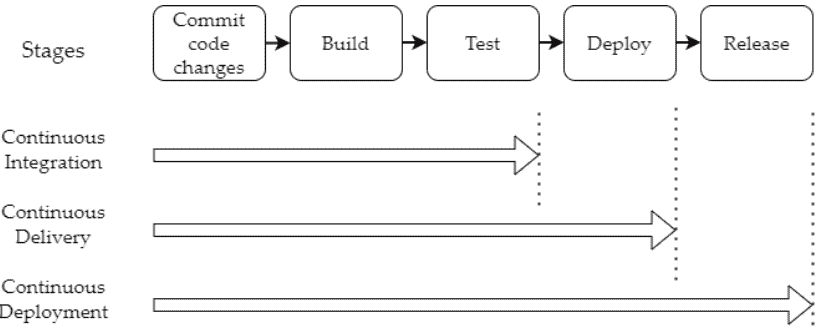 Stages
Commit
code
changes
Build
Test
Deploy
Release
Continuous
Integration
Continuous
Delivery
Continuous
Deployment